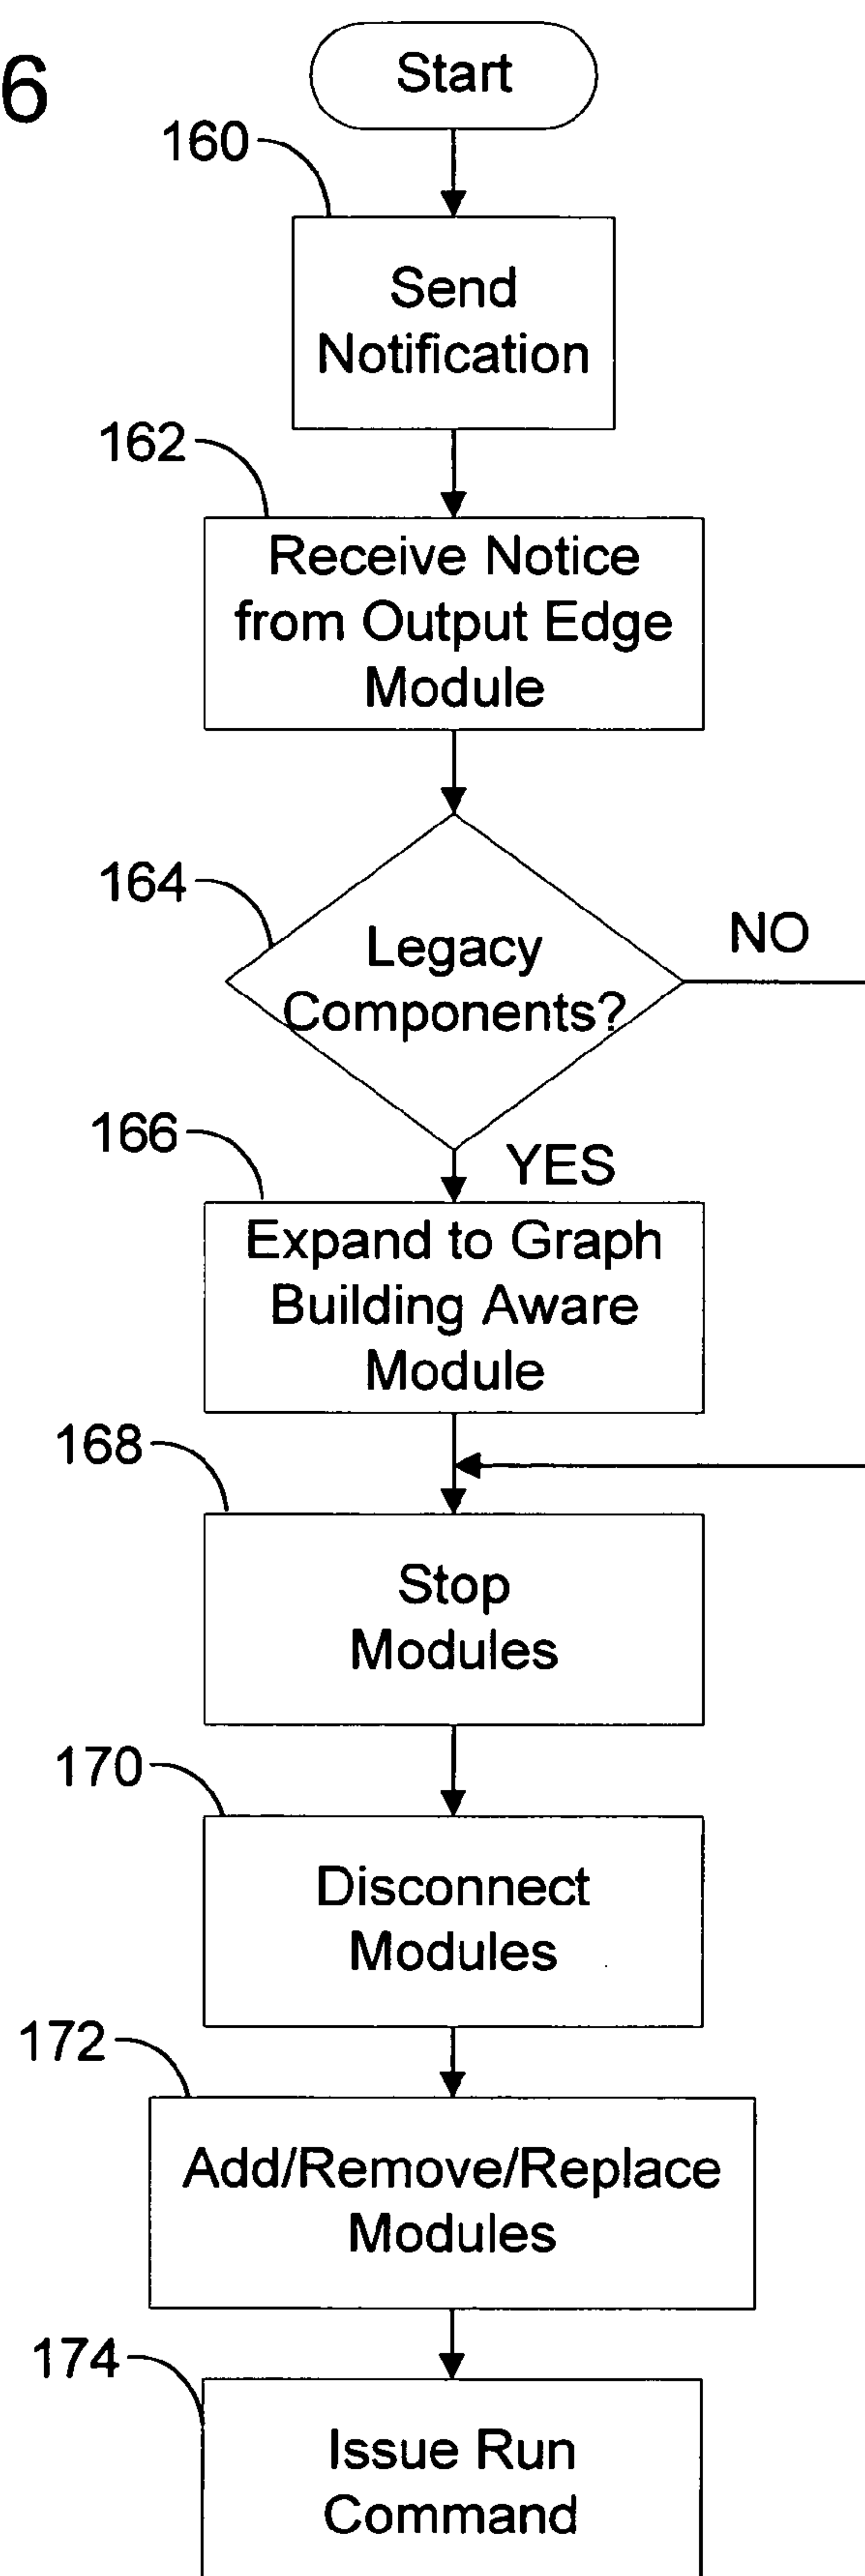 6
Start
160
Send
Notification
162
Receive Notice
from Output Edge
Module
164
Legacy
Components?
NO
166
YES
Expand to Graph
Building Aware
Module
168
Stop
Modules
170
Disconnect
Modules
172
Add/Remove/Replace
Modules
174
Issue Run
Command